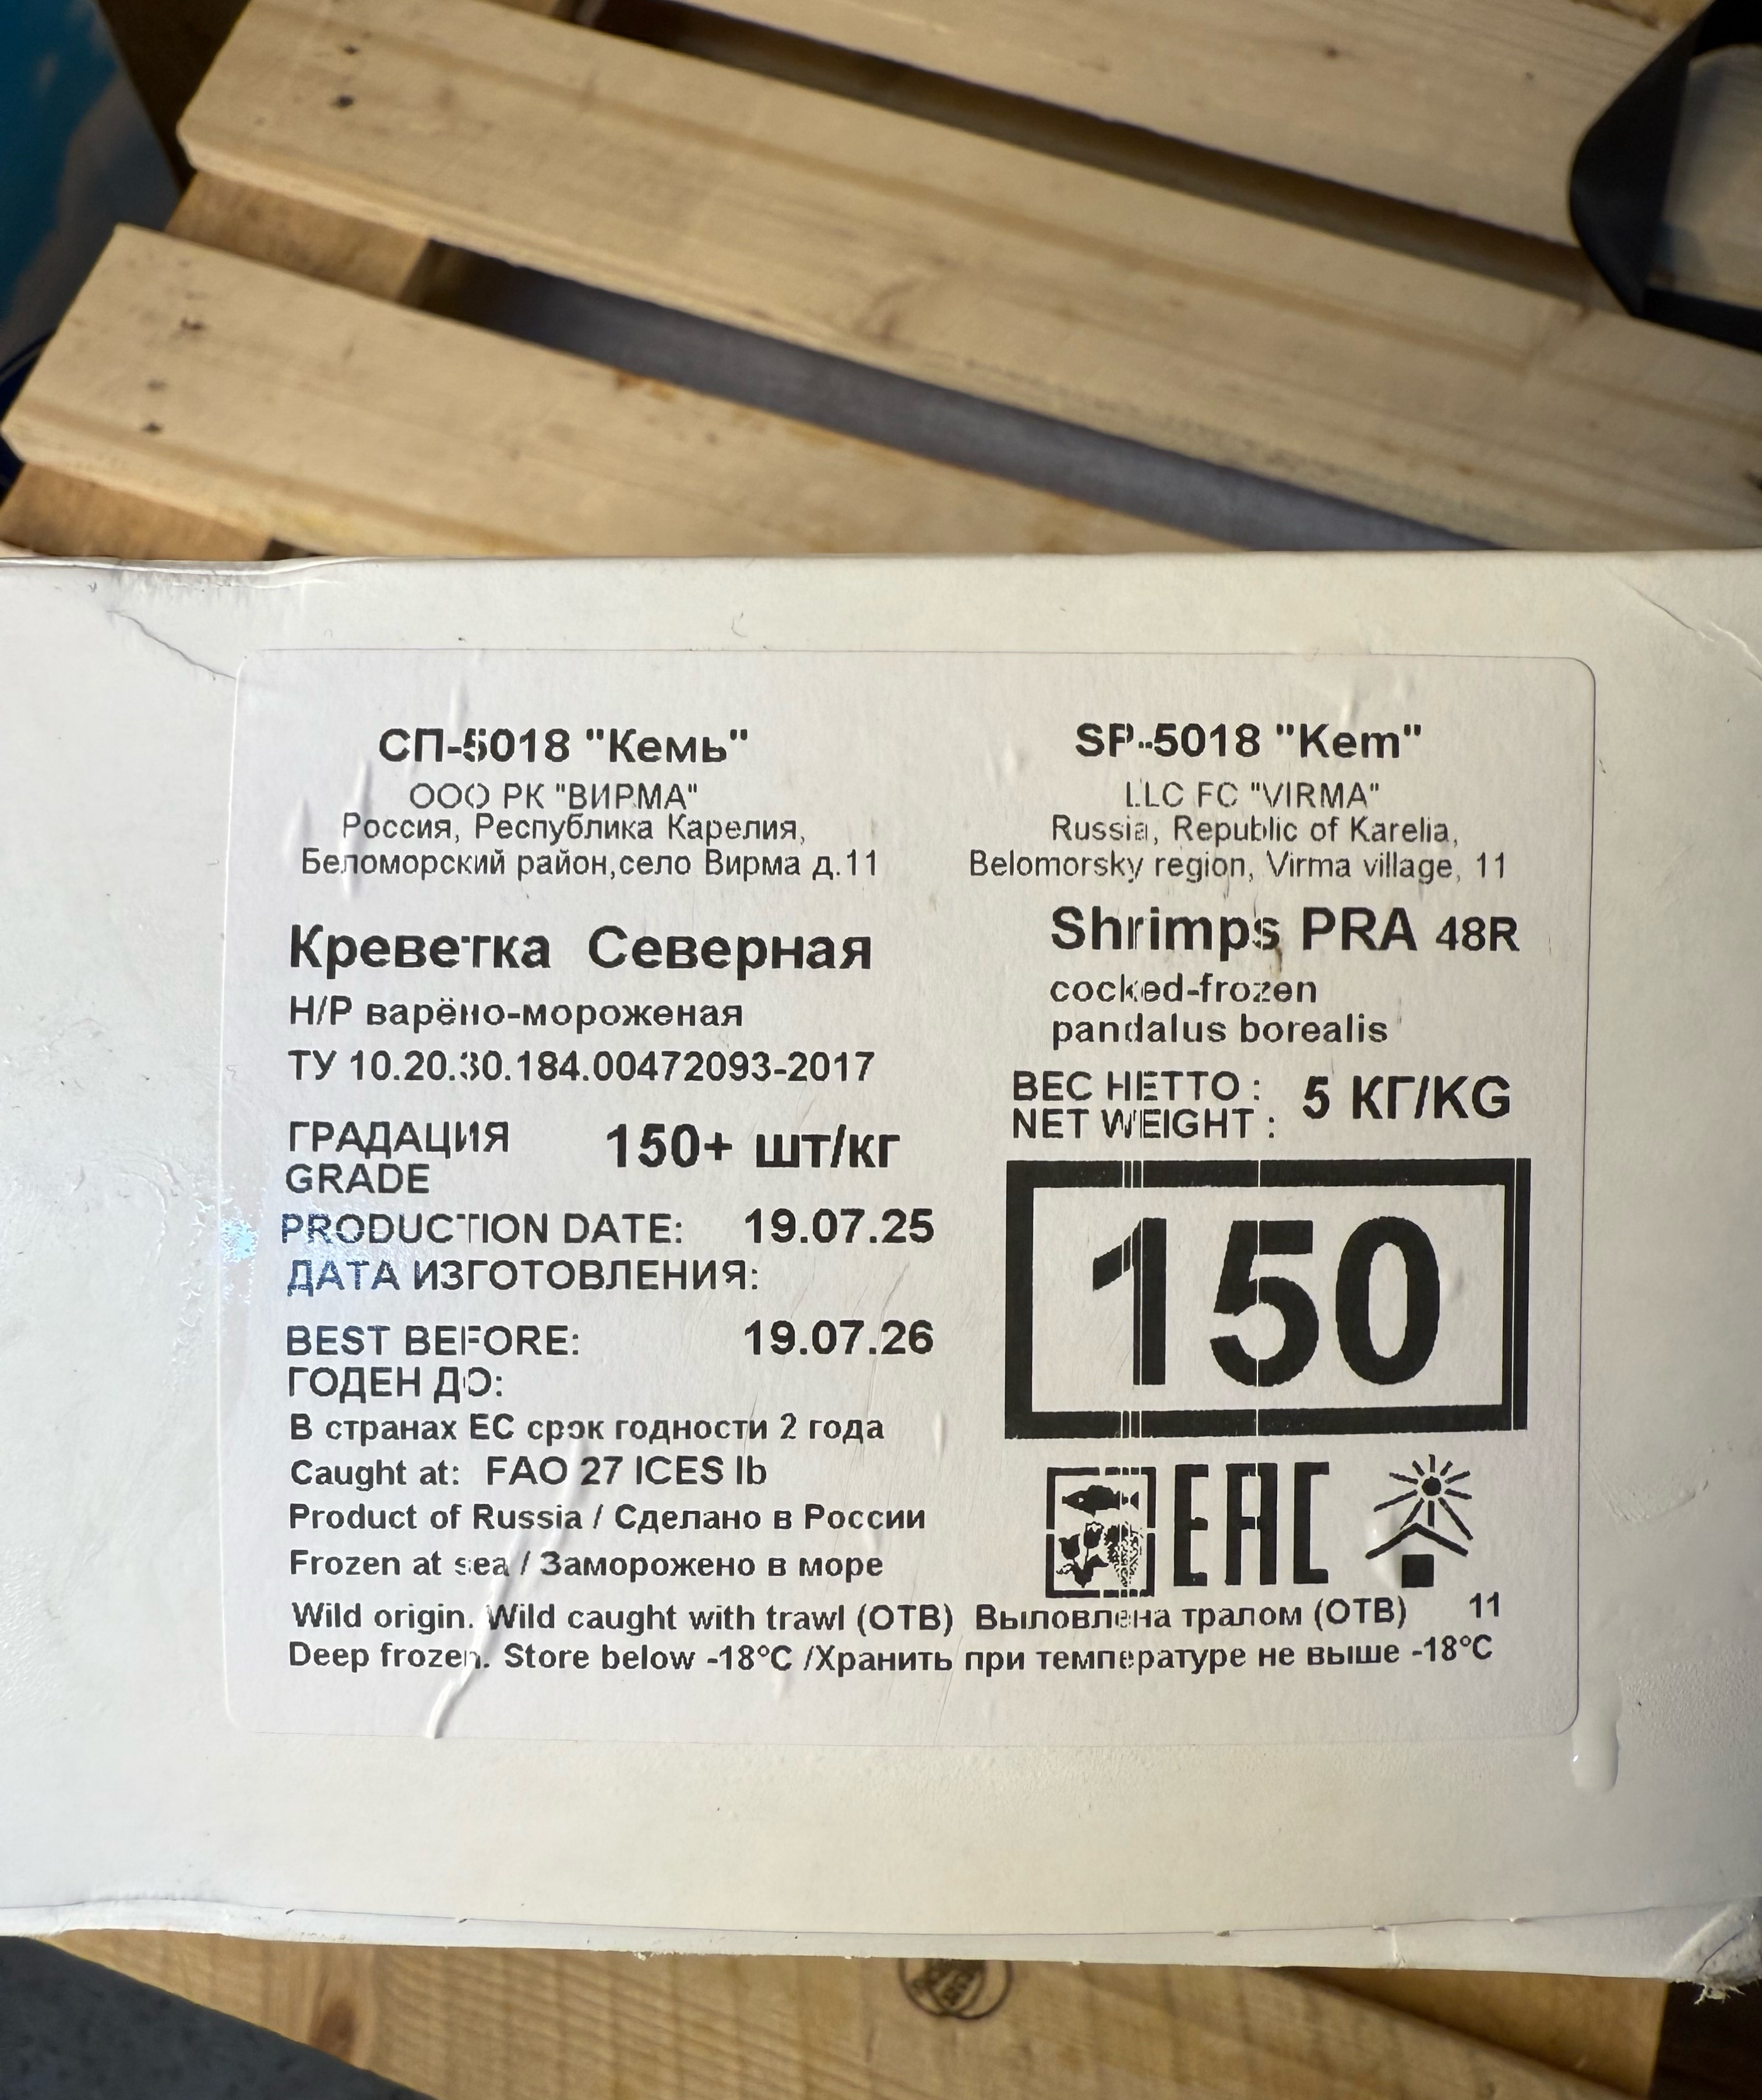 СП-5018 "Кемь"
ООО РК "ВИРМА"
Россия, Республика Карелия,
Беломорский район,село Вирма д.11
Креветка Северная
Н/Р варёно-мороженая
ТУ 10.20.30.184.00472093-2017
ГРАДАЦИЯ 150+ шт/кг
GRADE
PRODUCTION DATE: 19.07.25
ДАТА ИЗГОТОВЛЕНИЯ:
BEST BEFORE: 19.07.26
ГОДЕН ДО:
В странах ЕС срок годности 2 года
Caught at: FAO 27 ICES Ib
Product of Russia / Сделано в России
Frozen at sea / Заморожено в море
SP-5018 "Kem"
LLC FC "VIRMA"
Russia, Republic of Karelia,
Belomorsky region, Virma village, 11
Shrimps PRA 48R
cocked-frozen
pandalus borealis
ВЕС НЕТТО : 5 КГ/KG
NET WEIGHT :
150
EAC
Wild origin. Wild caught with trawl (OTB) Выловлена тралом (OTB) 11
Deep frozen. Store below -18°C /Хранить при температуре не выше -18°C